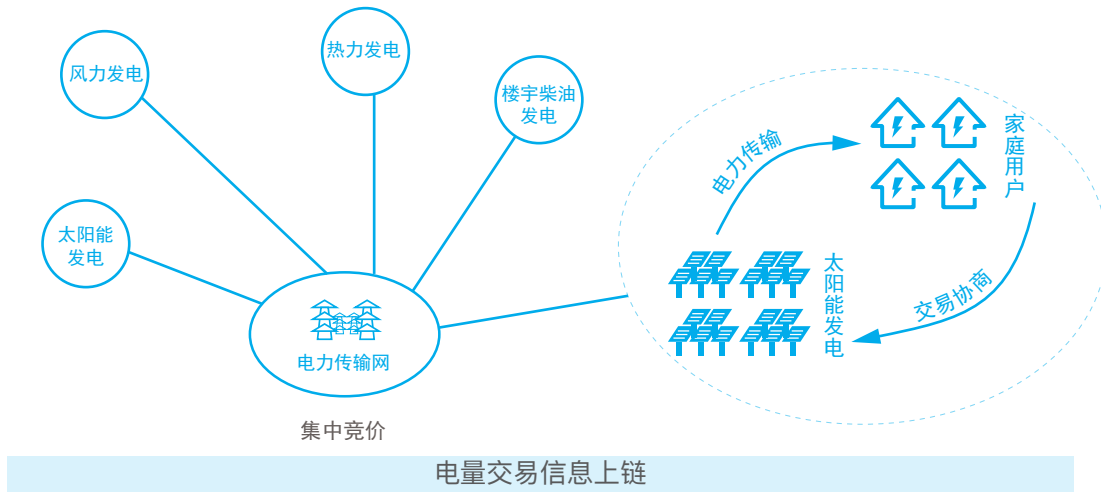 风力发电
热力发电
楼宇柴油
发电
太阳能
发电
电力传输网
集中竞价
电力传输
家庭用户
太阳能发电
交易协商
电量交易信息上链